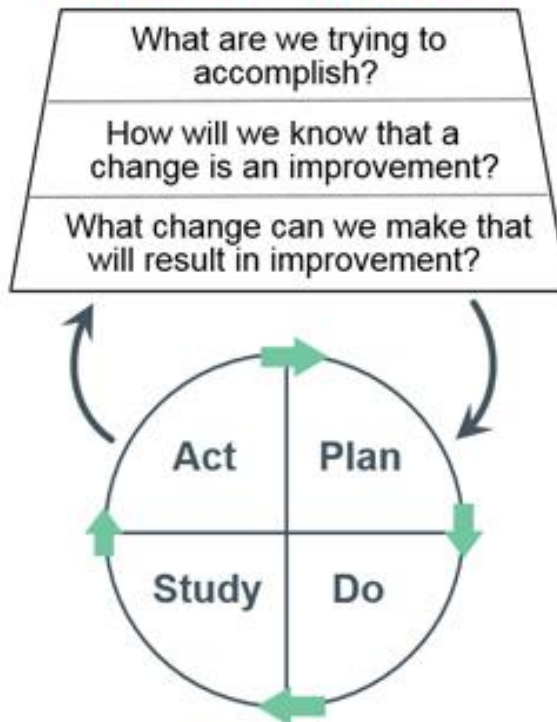 What are we trying to
accomplish?
How will we know that a
change is an improvement?
What change can we make that
will result in improvement?
Act
Plan
Study
Do